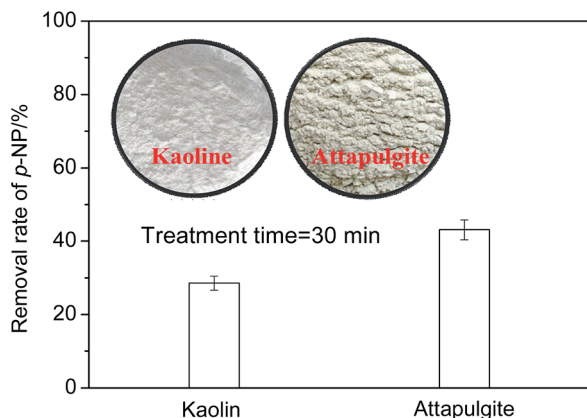 100
80
60
40
20
0
Removal rate of p-NP/%
Kaoline
Attapulgite
Treatment time=30 min
Kaolin
Attapulgite